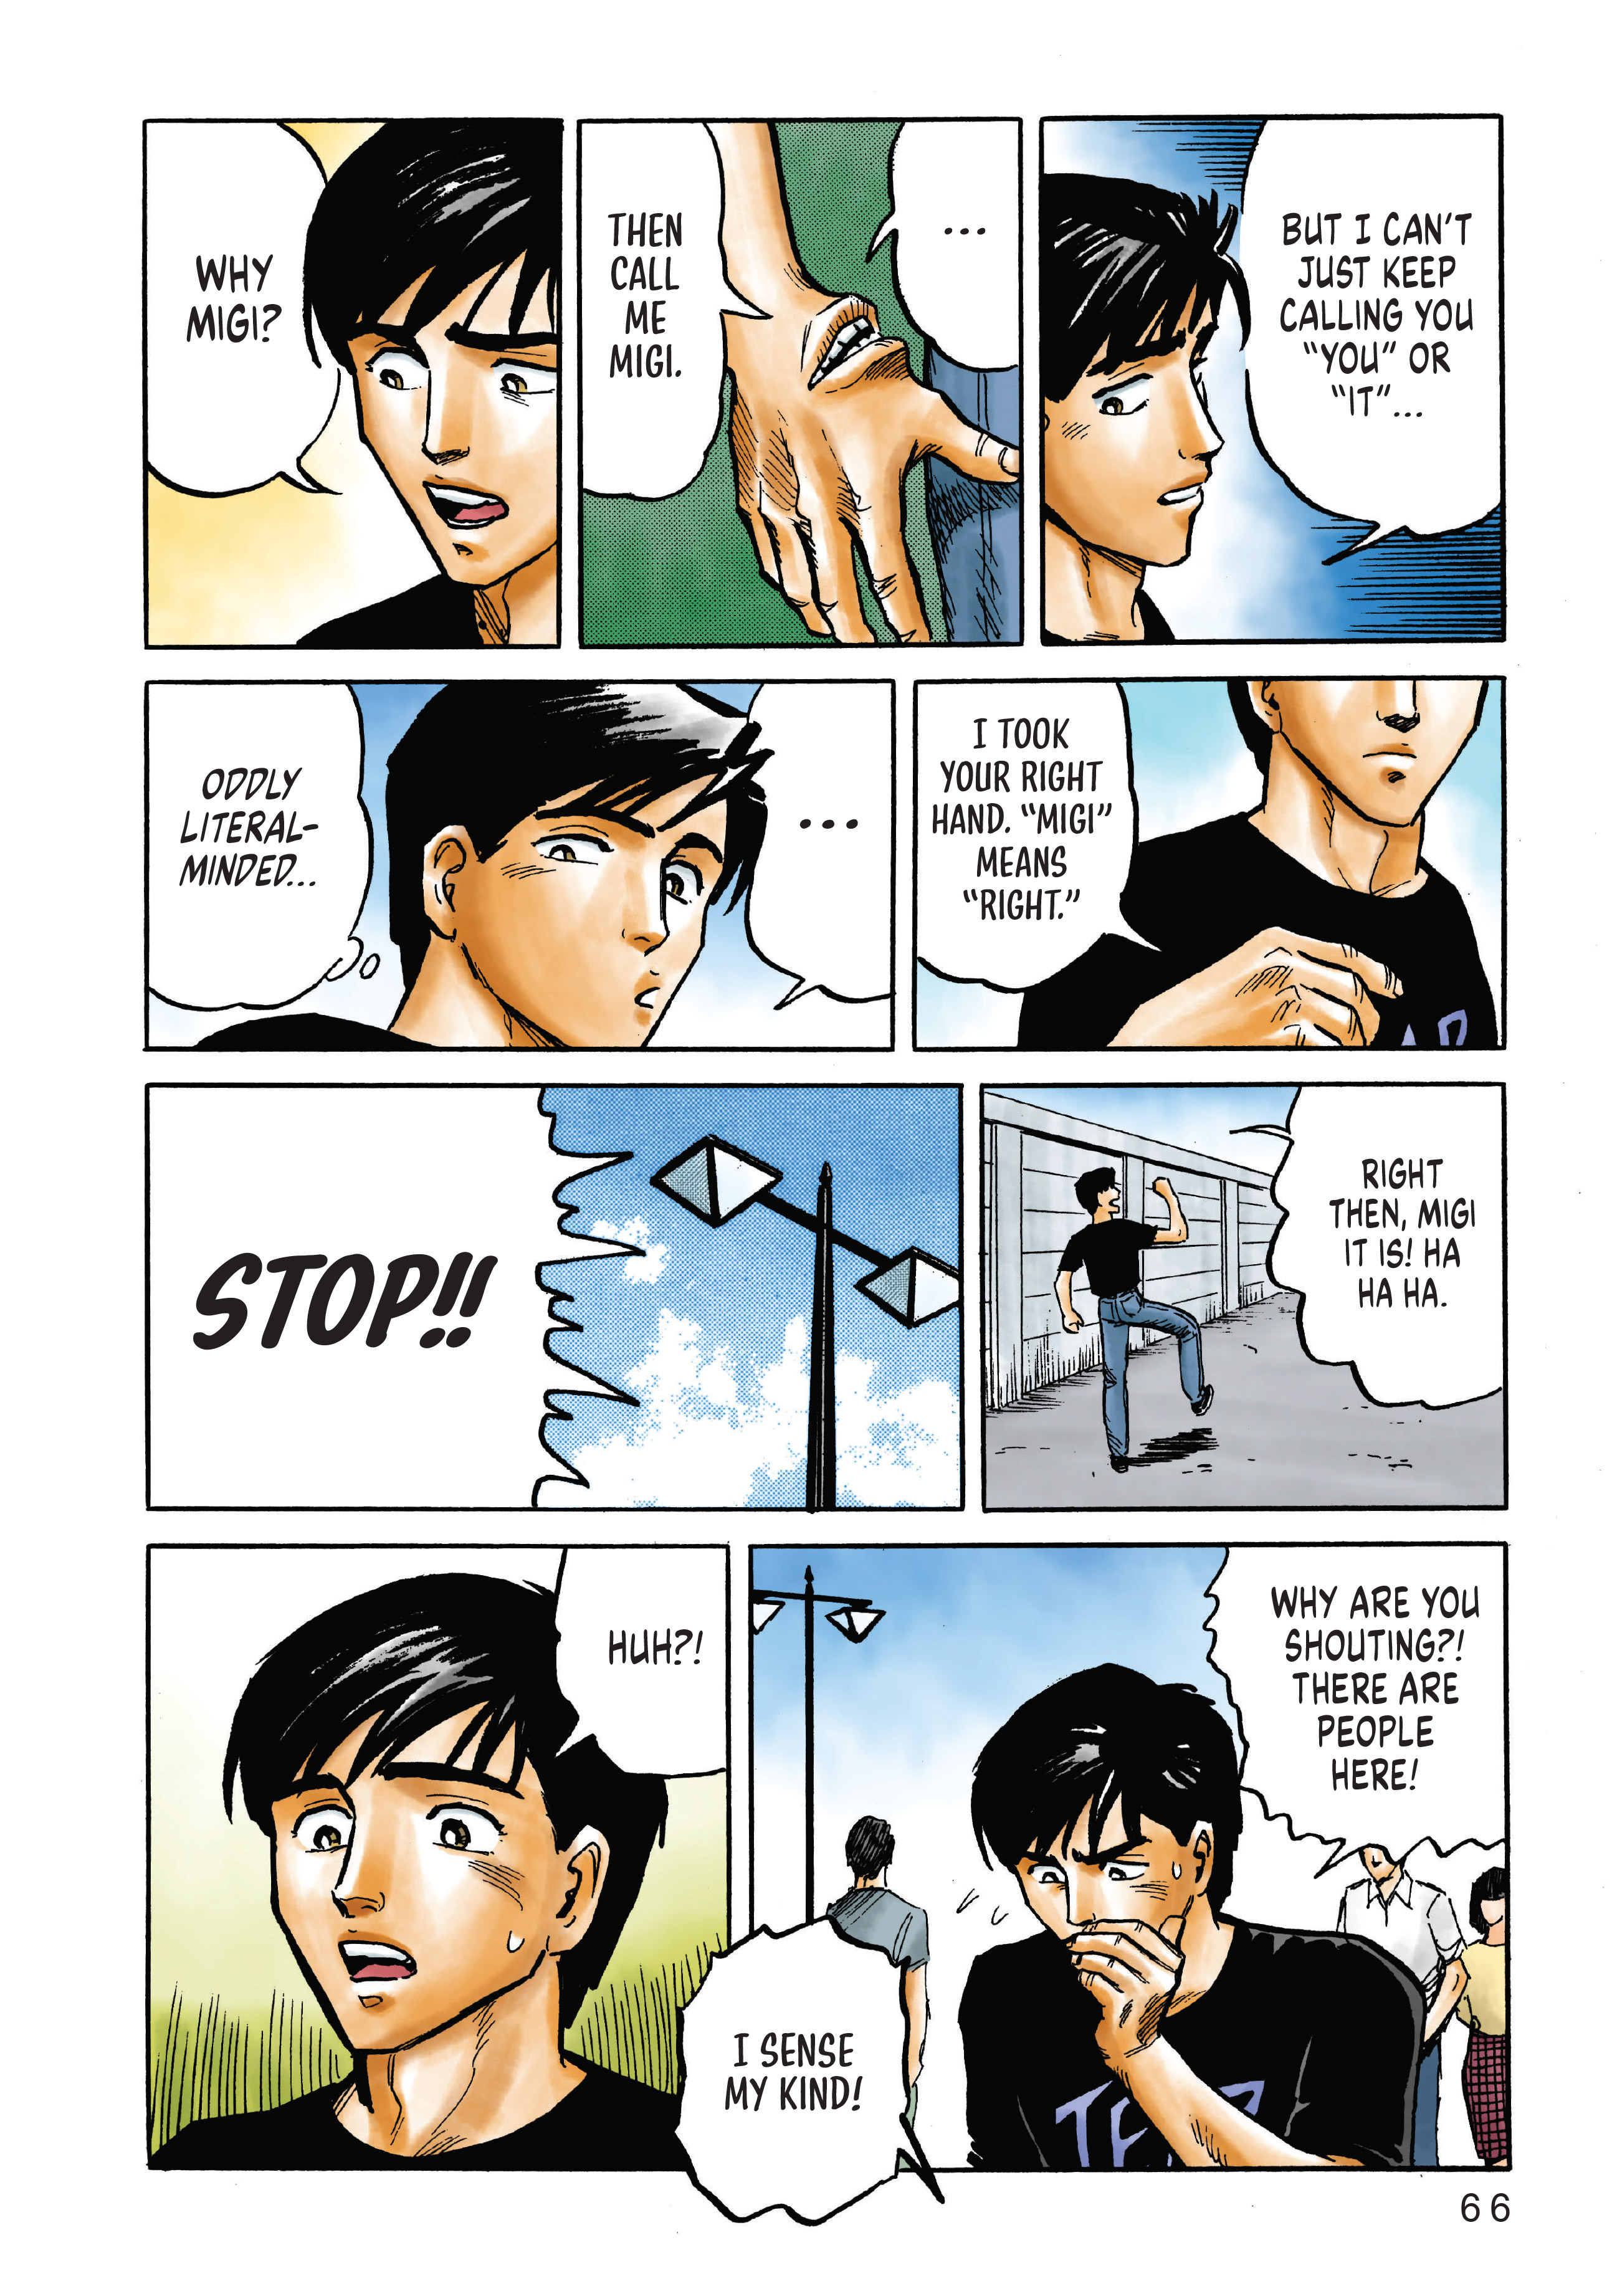 BUT I CAN'T
JUST KEEP
CALLING YOU
“YOU” OR
“IT”...
...
THEN
CALL
ME
MIGI.
WHY
MIGI?
I TOOK
YOUR RIGHT
HAND. “MIGI”
MEANS
“RIGHT.”
...
ODDLY
LITERAL-
MINDED...
RIGHT
THEN, MIGI
IT IS! HA
HA HA.
STOP!!
WHY ARE YOU
SHOUTING?!
THERE ARE
PEOPLE
HERE!
I SENSE
MY KIND!
HUH?!
66